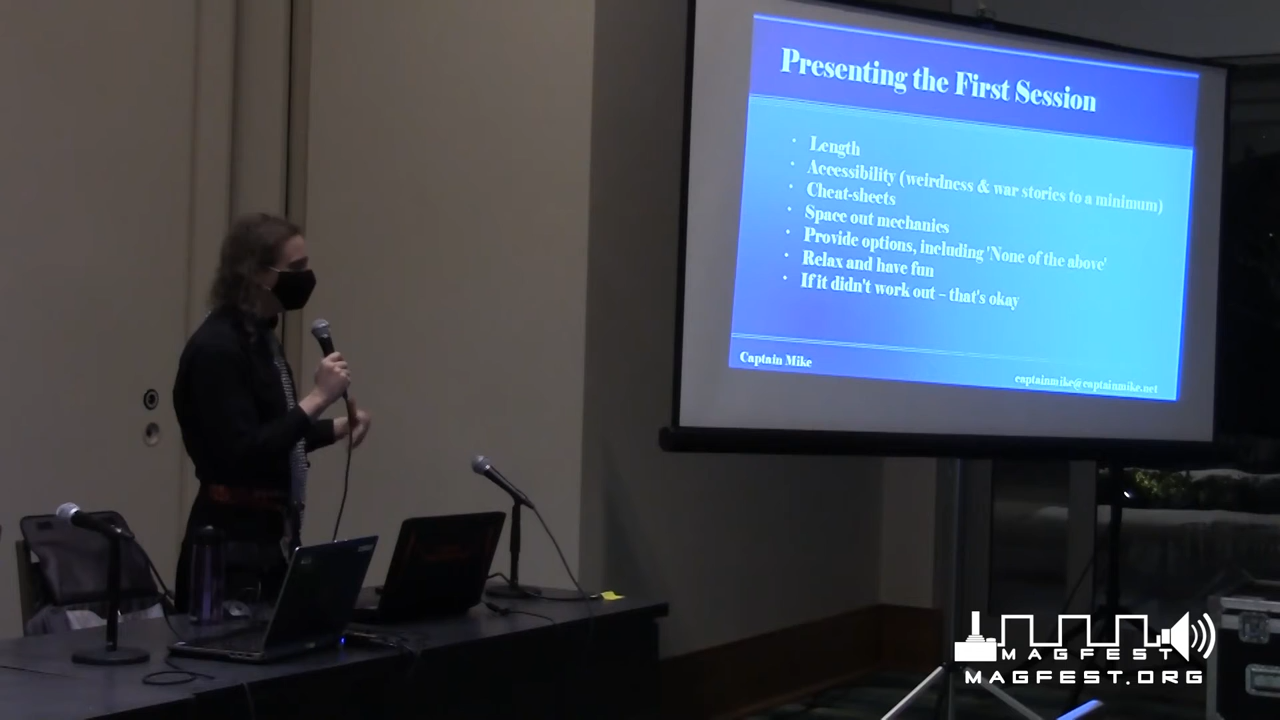 Presenting the First Session
Length
Accessibility (weirdness & war stories to a minimum)
Cheat-sheets
Space out mechanics
Provide options, including 'None of the above'
Relax and have fun
If it didn't work out – that's okay
Captain Mike
captainmike@captainmike.net
MAGFEST
MAGFEST.ORG